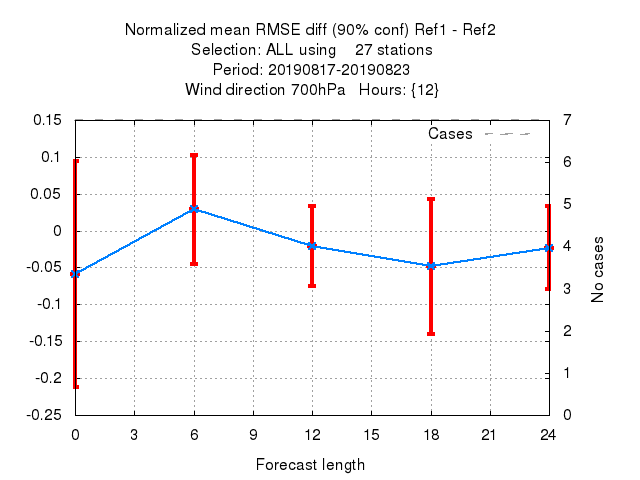 Normalized mean RMSE diff (90% conf) Ref1 - Ref2
Selection: ALL using    27 stations
Period: 20190817-20190823
Wind direction 700hPa   Hours: {12}
Cases
0.15
0.1
0.05
0
-0.05
-0.1
-0.15
-0.2
-0.25
7
6
5
4
3
2
1
0
No cases
0 3 6 9 12 15 18 21 24
Forecast length